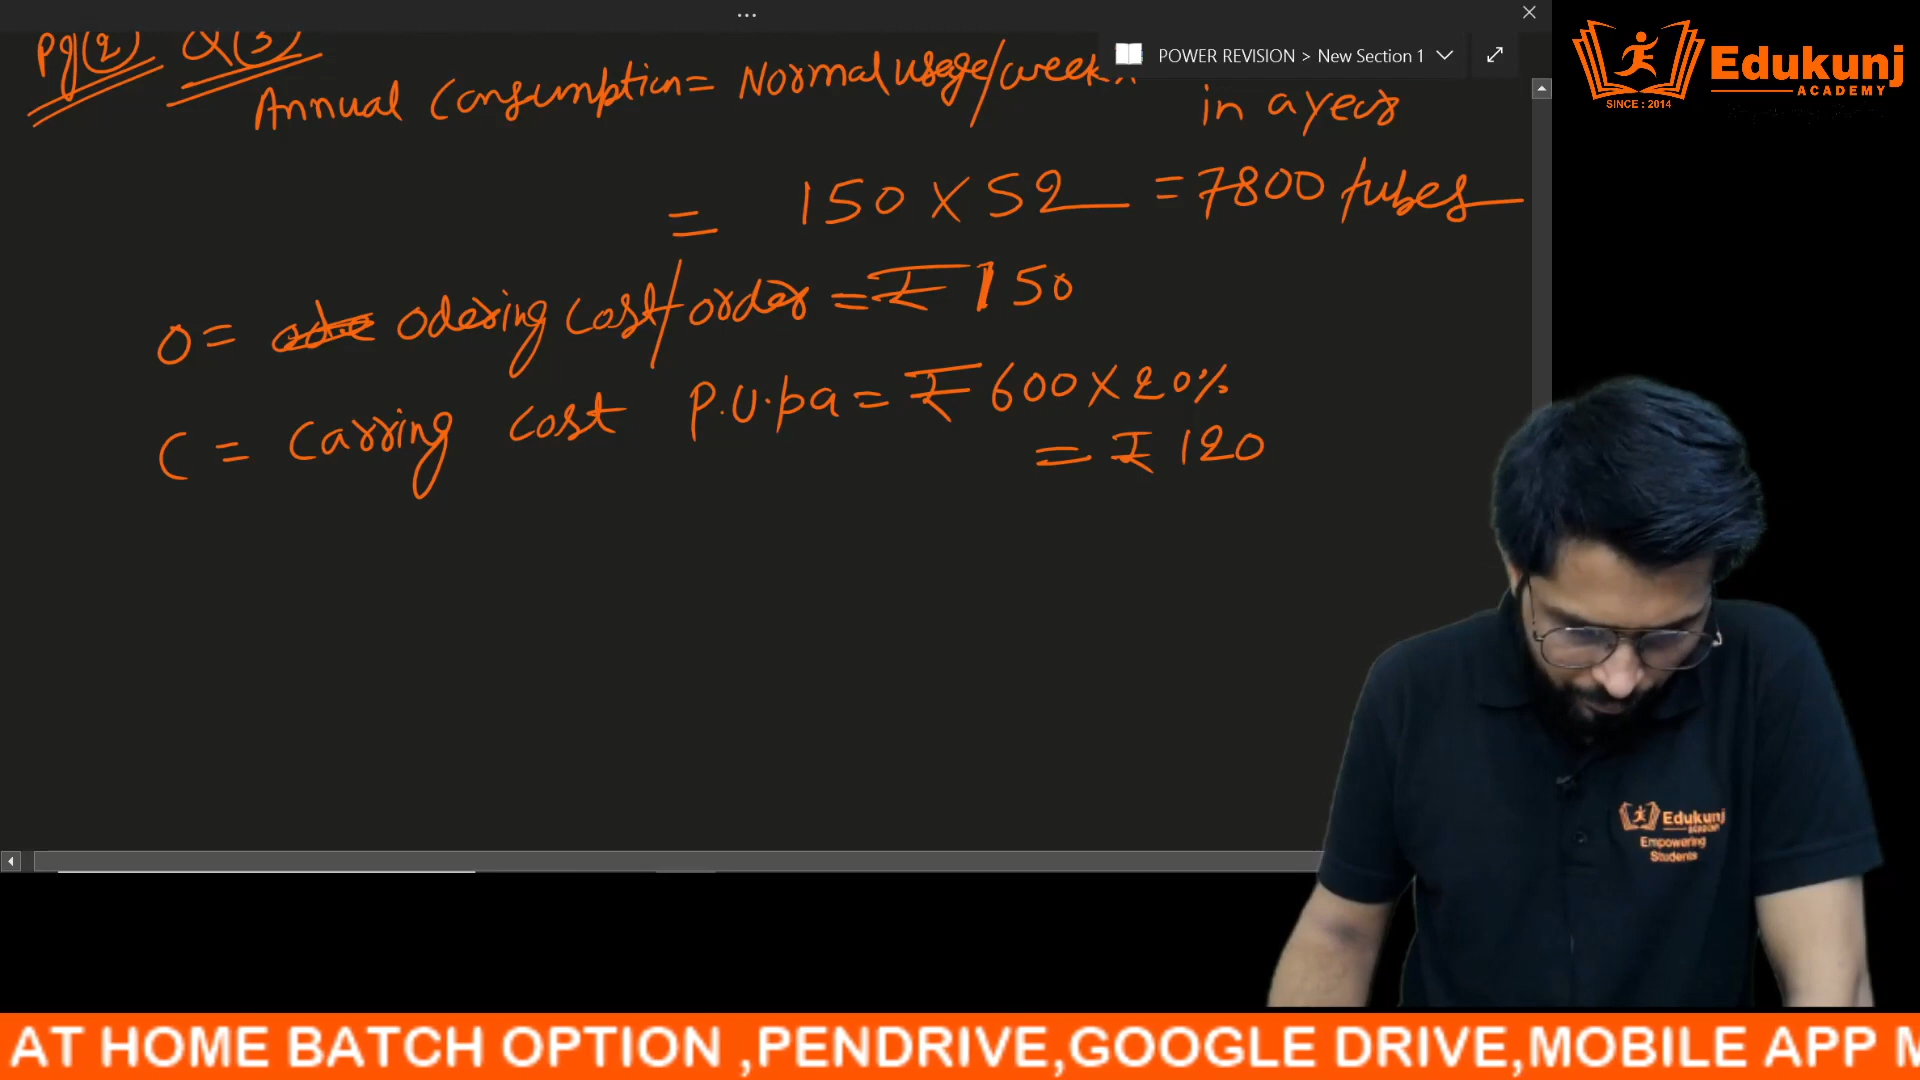 ...
POWER REVISION > New Section 1
Edukunj
ACADEMY
SINCE : 2014
Pg(2) Q(3)
Annual Consumption = Normal usage/week
in a year
= 150 X 52 = 7800 tubes
O = odering cost/order = ₹ 150
C = Carring cost P.U.pa = ₹ 600 X 20%
= ₹ 120
Edukunj
ACADEMY
Empowering
Students
AT HOME BATCH OPTION ,PENDRIVE,GOOGLE DRIVE,MOBILE APP M